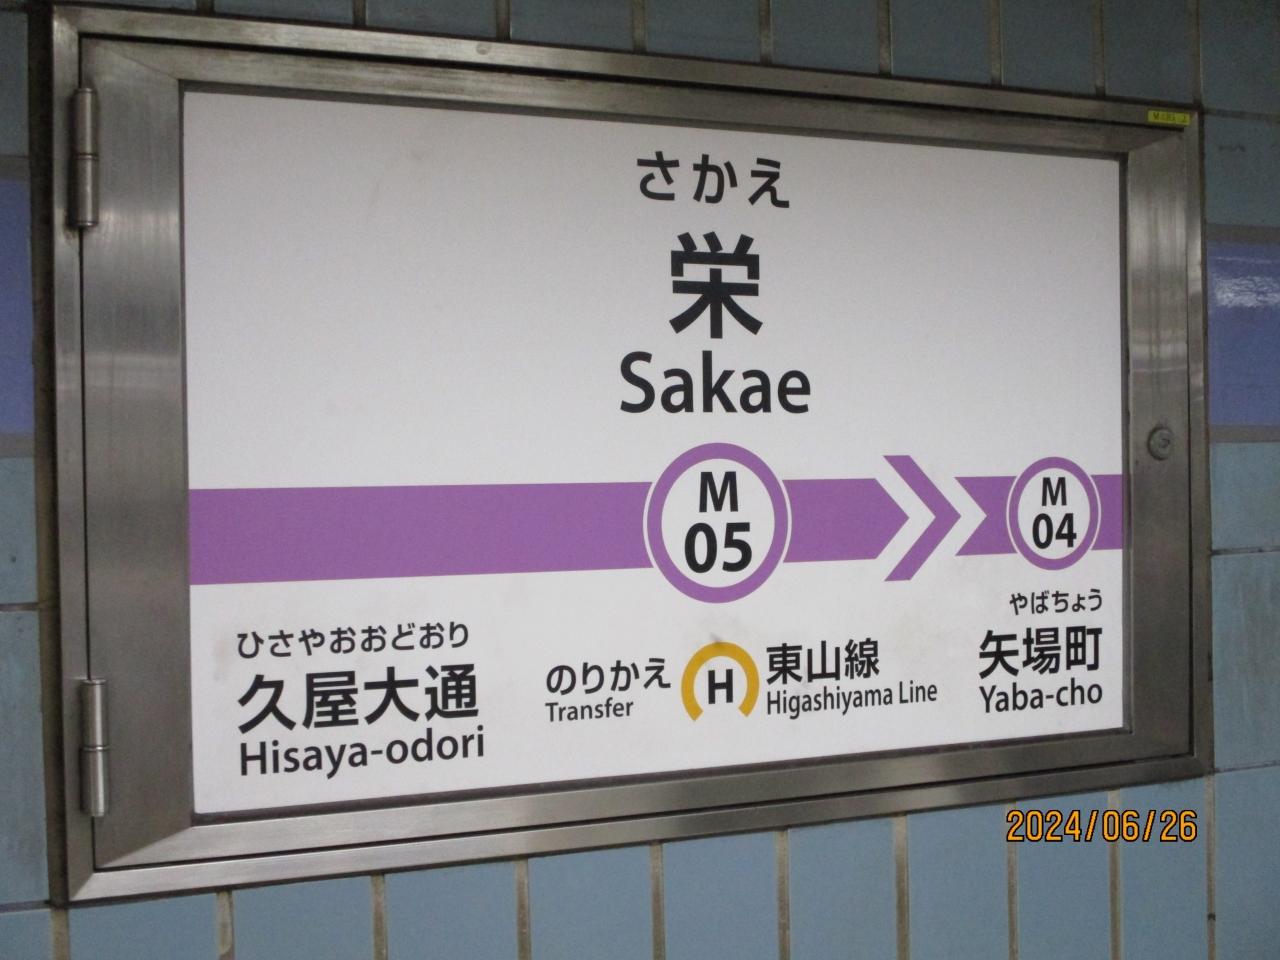 さかえ
栄
Sakae
M
05
M
04
ひさやおおどおり
久屋大通
Hisaya-odori
のりかえ
Transfer
H
東山線
Higashiyama Line
やばちょう
矢場町
Yaba-cho
2024/06/26